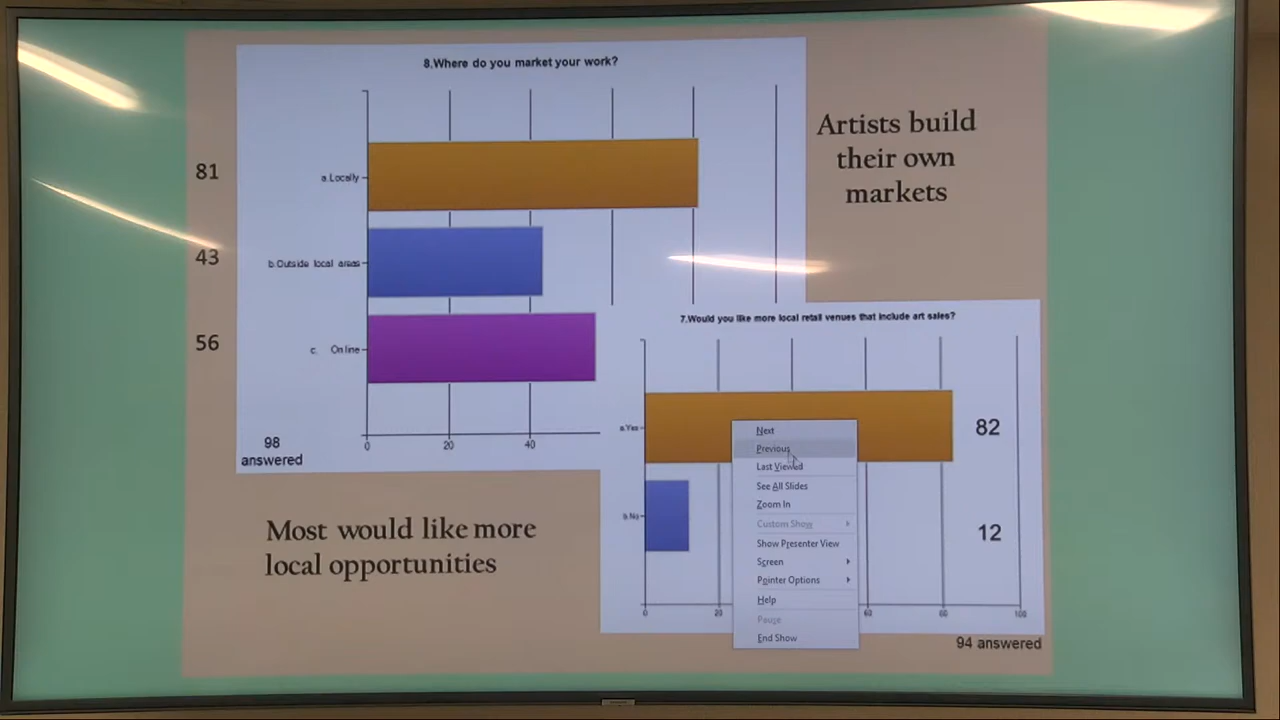 8.Where do you market your work?
Artists build
their own
markets
81
a.Locally
43
b.Outside local areas
56
c. Online
0 20 40
98
answered
7.Would you like more local retail venues that include art sales?
a.Yes
82
b.No
12
0 20 60 80 100
94 answered
Most would like more
local opportunities
Next
Previous
Last Viewed
See All Slides
Zoom In
Custom Show
Show Presenter View
Screen
Pointer Options
Help
Pause
End Show